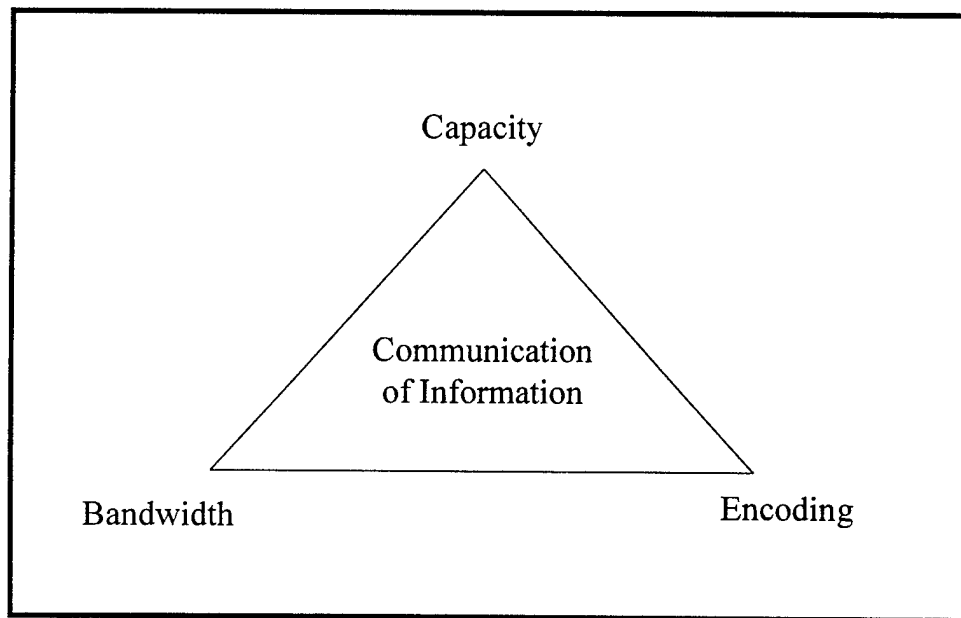 Capacity
Communication
of Information
Bandwidth
Encoding